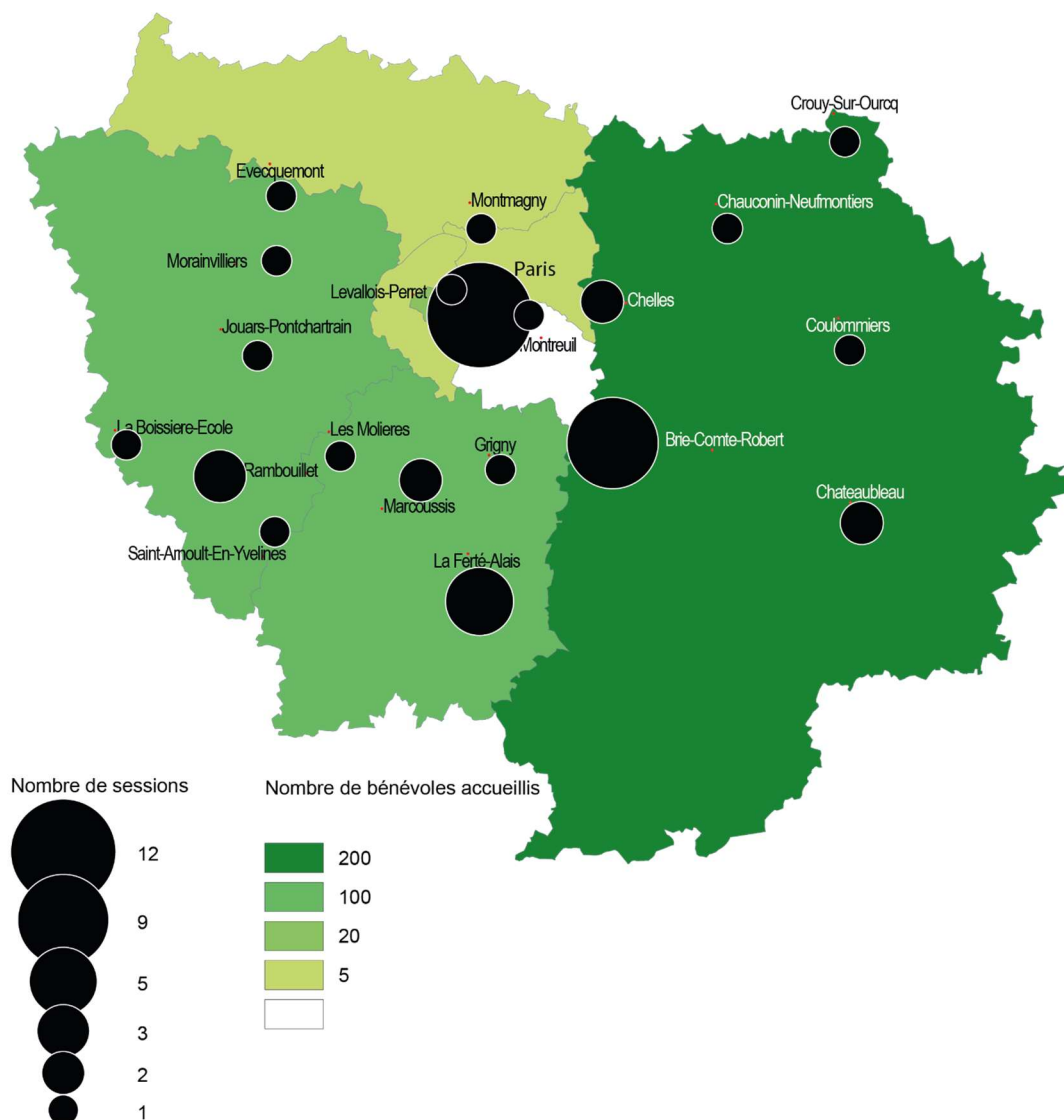 Crouy-Sur-Ourcq
Evecquemont
Montmagny
Chauconin-Neufmontiers
Morainvilliers
Paris
Levallois-Perret
Chelles
Jouars-Pontchartrain
Montreuil
Coulommiers
La Boissiere-Ecole
Les Molieres
Grigny
Brie-Comte-Robert
Rambouillet
Marcoussis
Chateaubleau
Saint-Arnoult-En-Yvelines
La Ferté-Alais
Nombre de sessions
12
9
5
3
2
1
Nombre de bénévoles accueillis
200
100
20
5